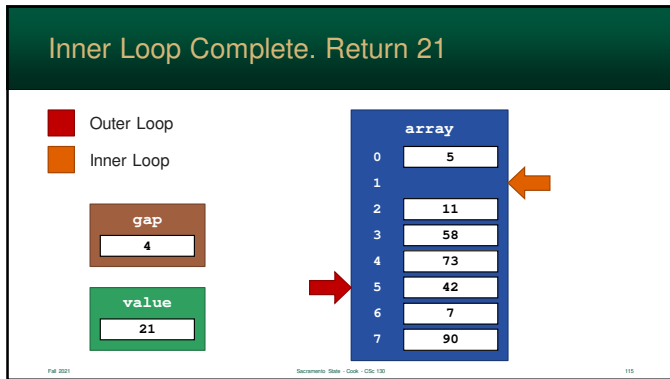 Inner Loop Complete. Return 21
Outer Loop
Inner Loop
gap
4
value
21
array
0 5
1
2 11
3 58
4 73
5 42
6 7
7 90
Fall 2021 Sacramento State - Cook - CSc 130 115